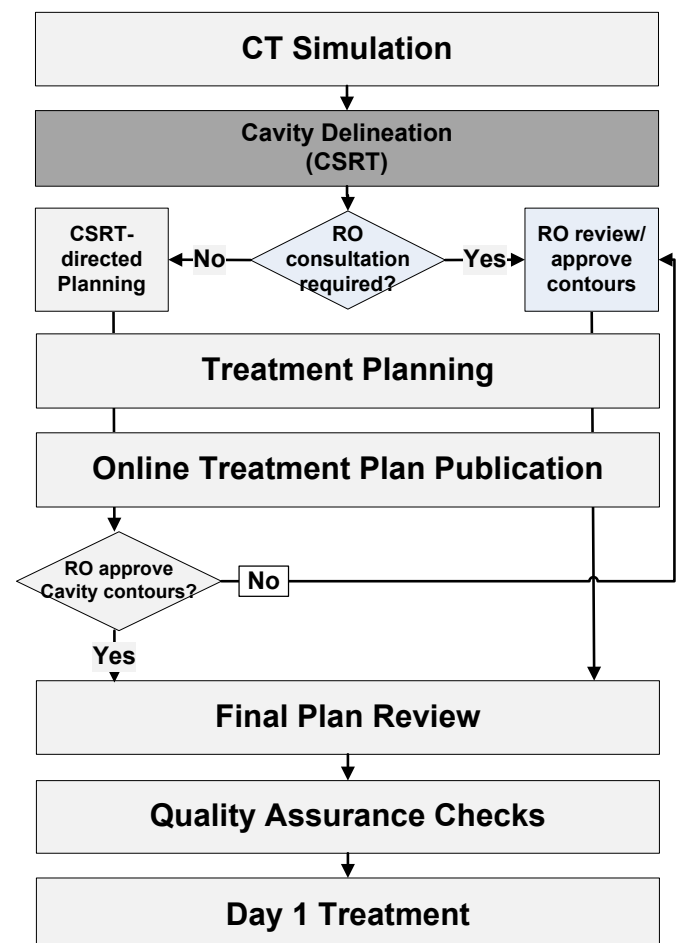 CT Simulation
Cavity Delineation
(CSRT)
CSRT-
directed
Planning
No
RO
consultation
required?
Yes
RO review/
approve
contours
Treatment Planning
Online Treatment Plan Publication
RO approve
Cavity contours?
No
Yes
Final Plan Review
Quality Assurance Checks
Day 1 Treatment